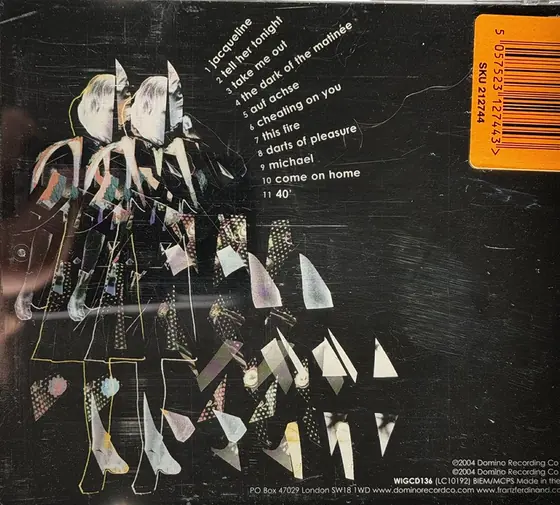 1 jacqueline
2 tell her tonight
3 take me out
4 the dark of the matinée
5 auf achse
6 cheating on you
7 this fire
8 darts of pleasure
9 michael
10 come on home
11 40'
5 057523 127443>
SKU 212744
℗2004 Domino Recording Co
©2004 Domino Recording Co
WIGCD136 (LC10192) BIEM/MCPS Made in the
PO Box 47029 London SW18 1WD www.dominorecordco.com www.franzferdinand.co